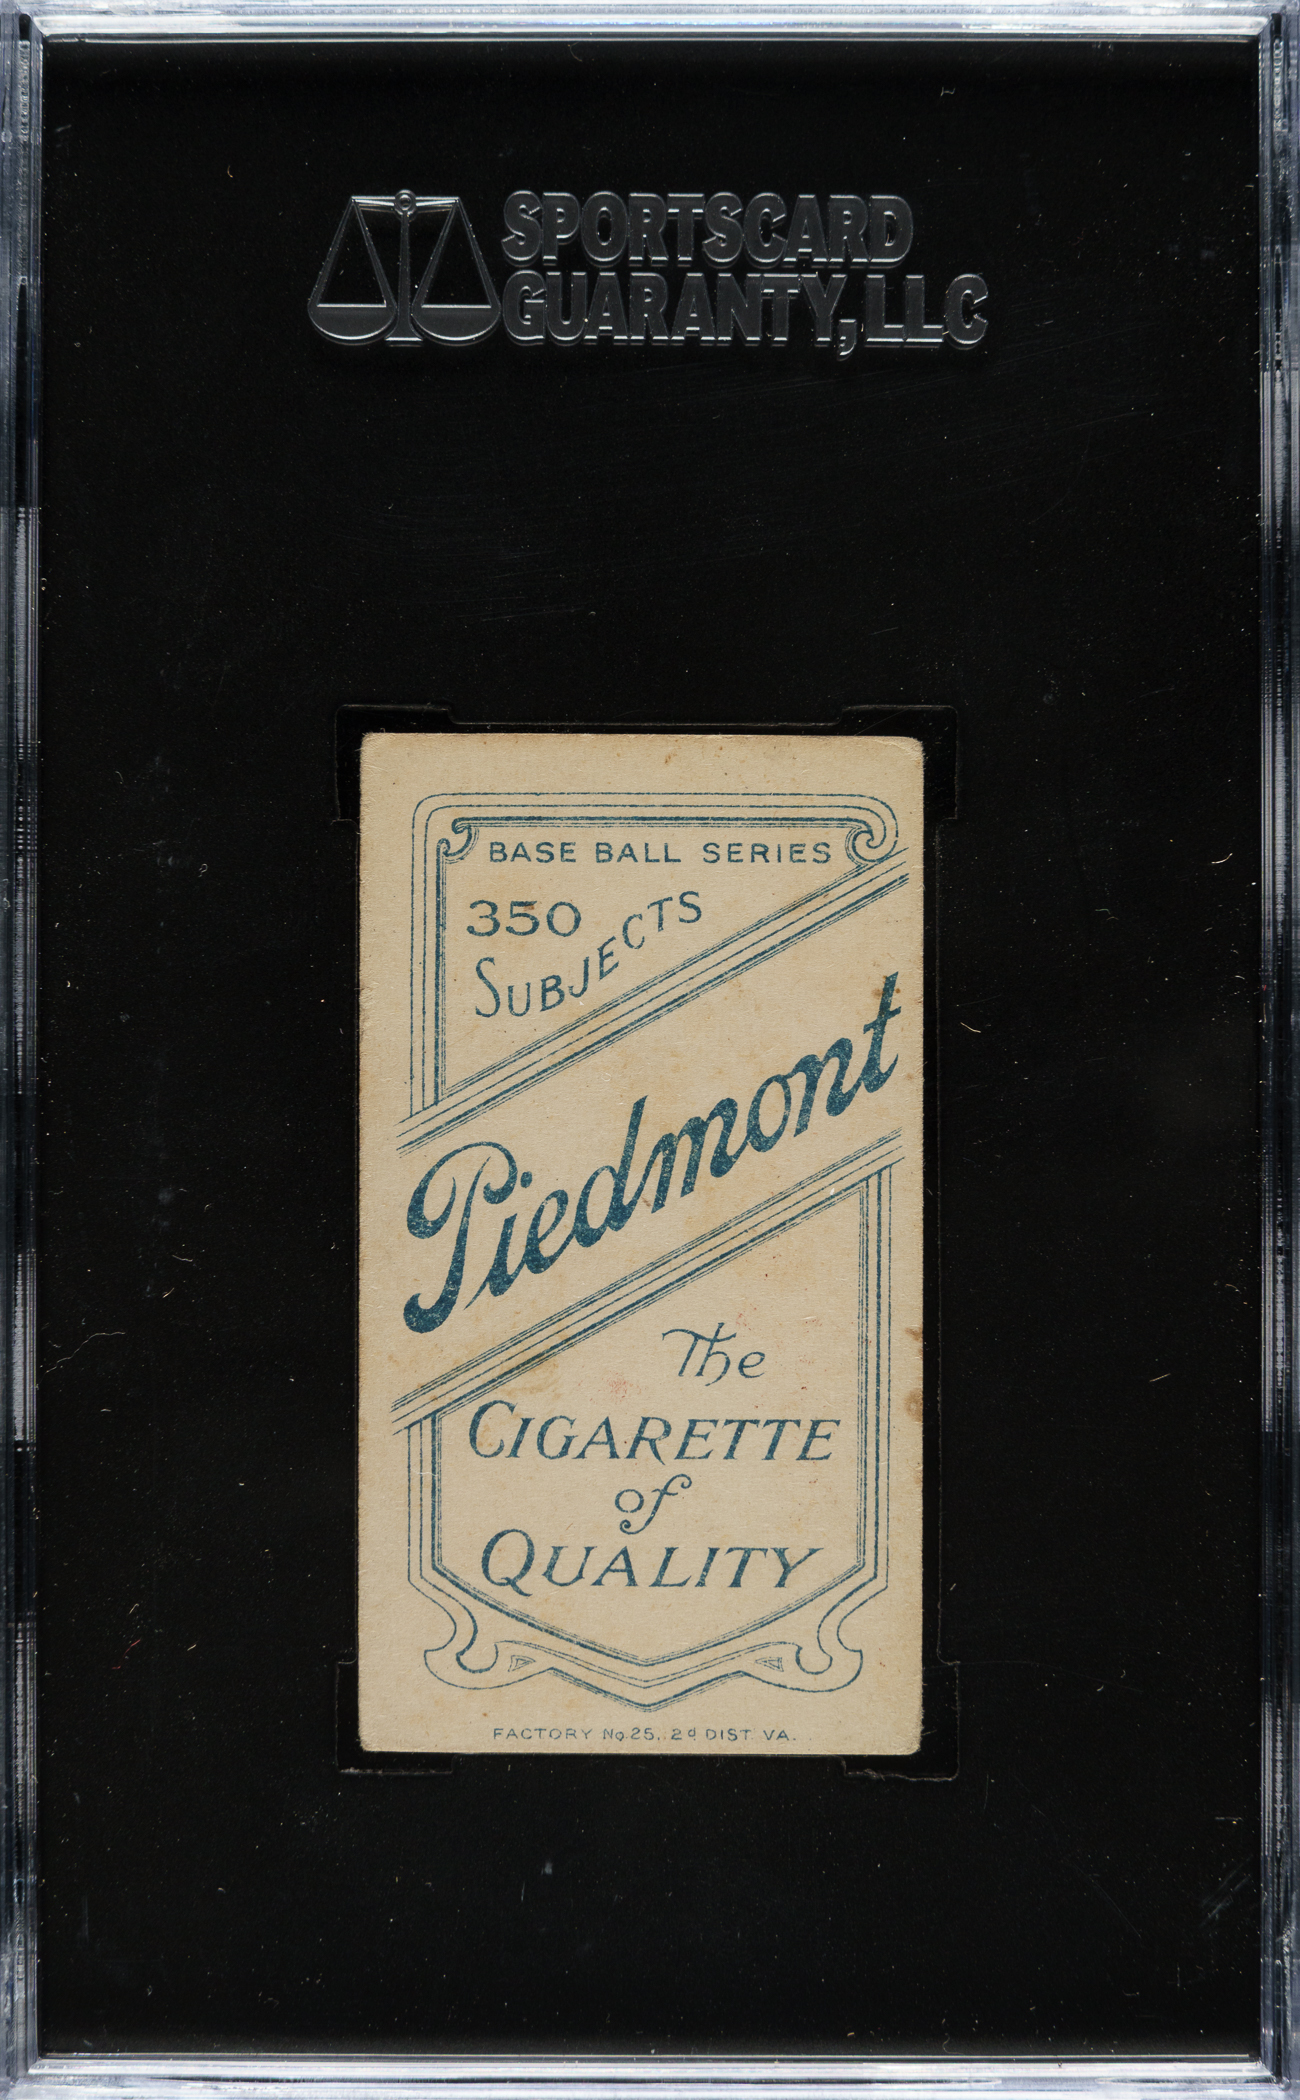 SPORTSCARD
GUARANTY, LLC
BASE BALL SERIES
350
SUBJECTS
Piedmont
The
CIGARETTE
of
QUALITY
FACTORY No 25, 2d DIST. VA.